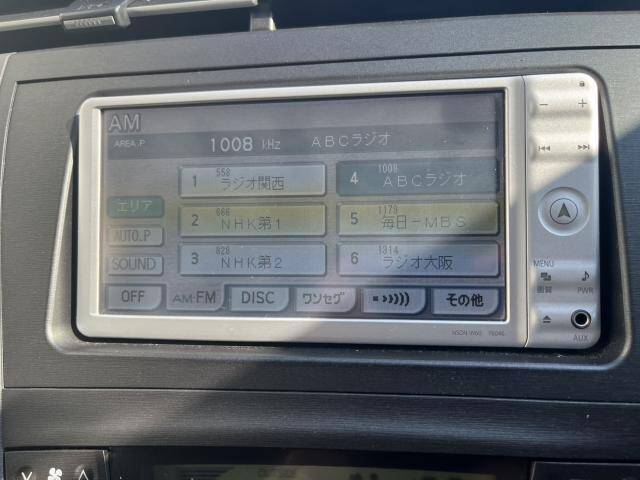 AM
AREA.P 1008 kHz ABCラジオ
1 558 ラジオ関西
4 1008 ABCラジオ
エリア
2 666 NHK第1
5 1179 毎日-MBS
AUTO.P
3 828 NHK第2
6 1314 ラジオ大阪
SOUND
OFF AM·FM DISC ワンセグ その他
MENU
画質 PWR
AUX
NSDN-W60